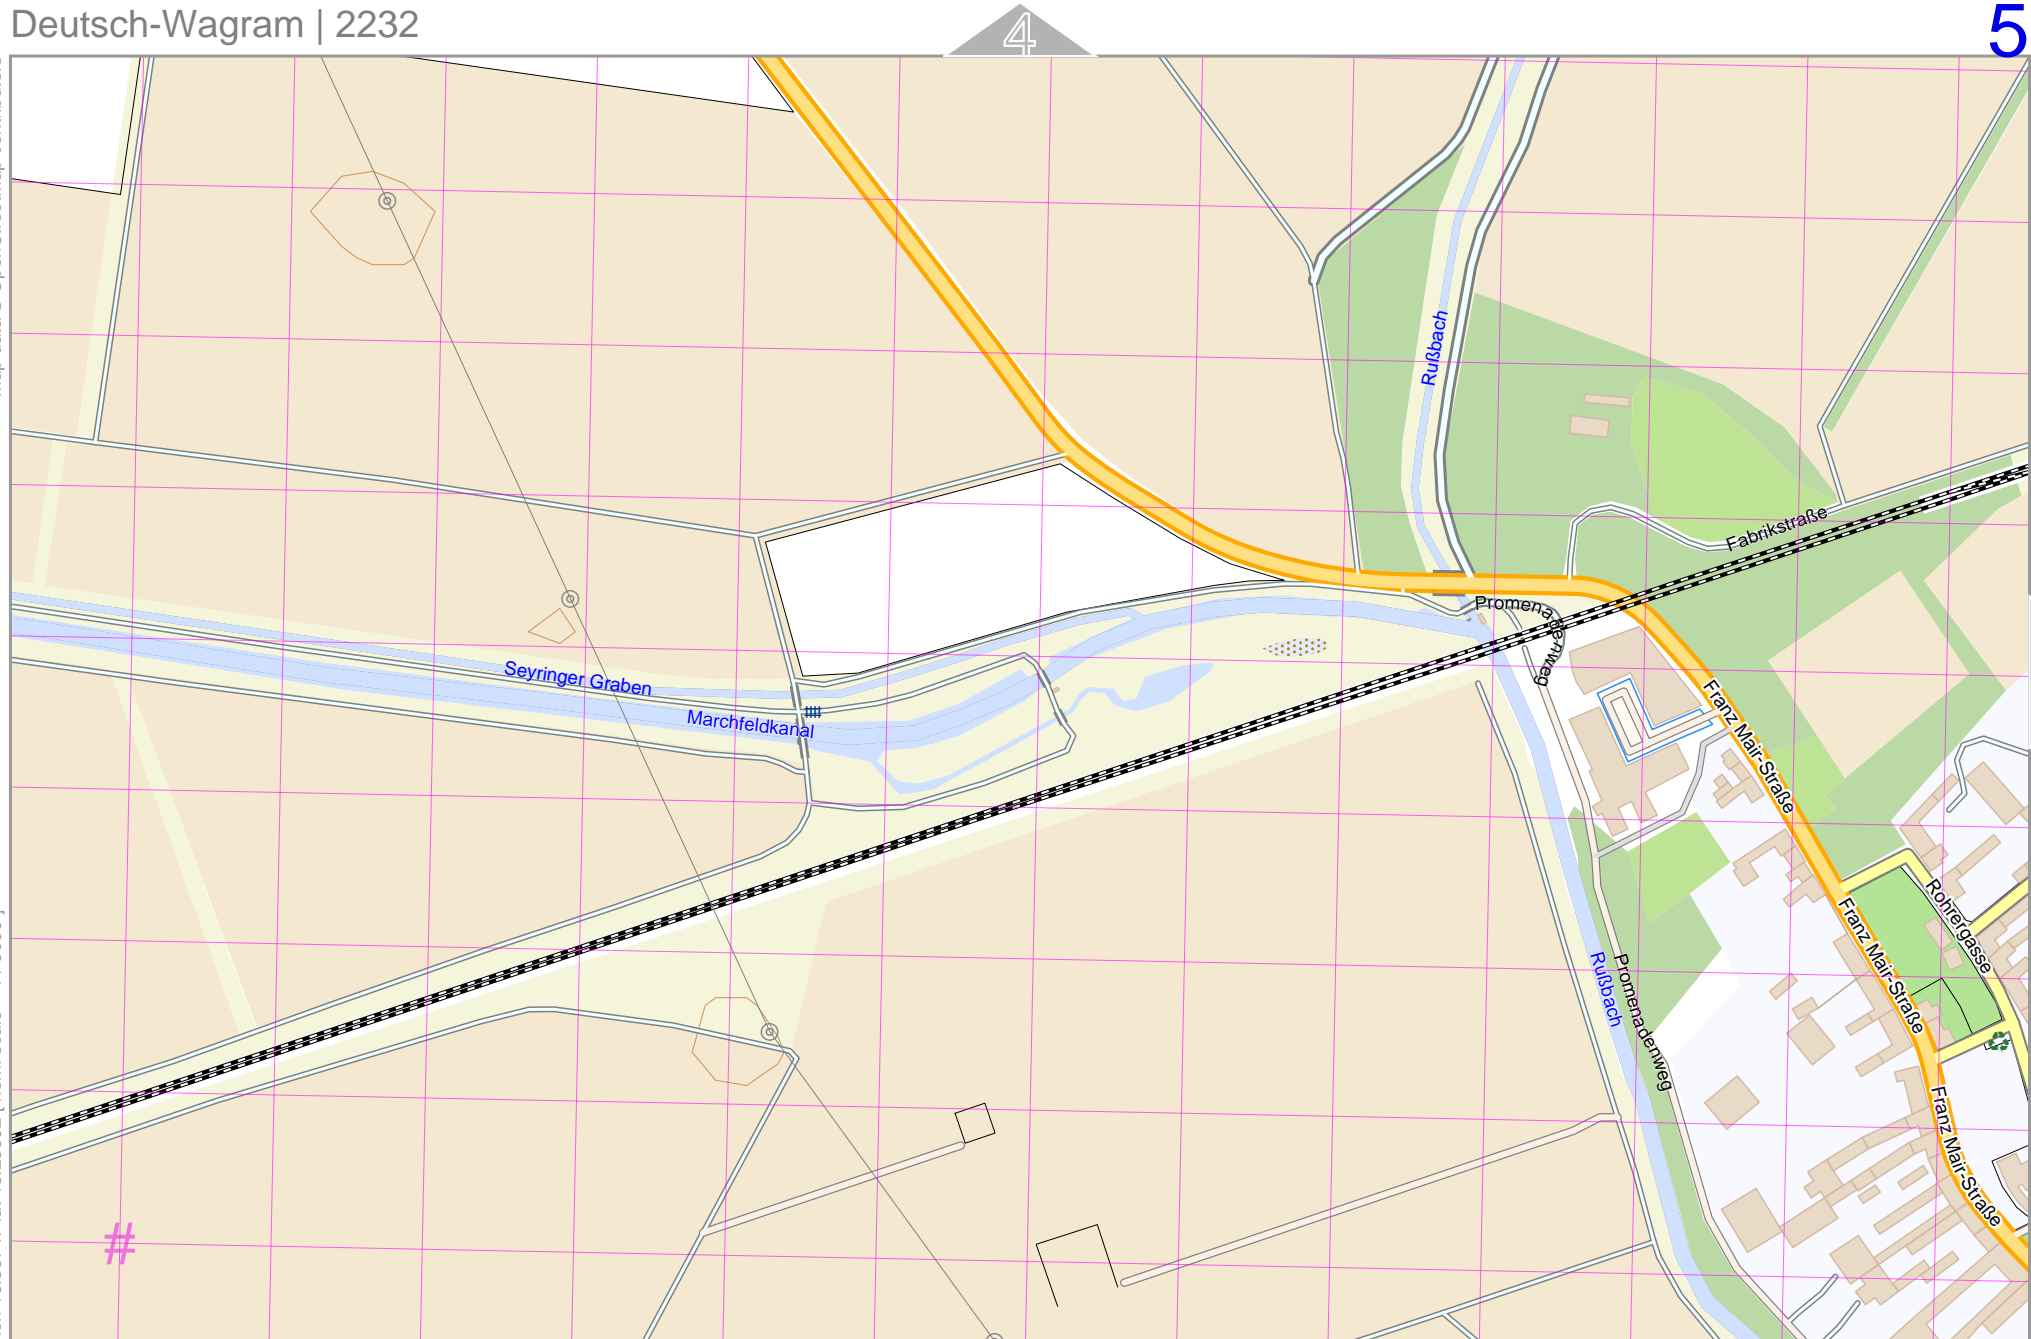 Deutsch-Wagram | 2232
4
5
Rußbach
Fabrikstraße
Promenadenweg
Seyringer Graben
Marchfeldkanal
Franz Mair-Straße
Rohrergasse
Franz Mair-Straße
Rußbach
Promenadenweg
Franz Mair-Straße
#